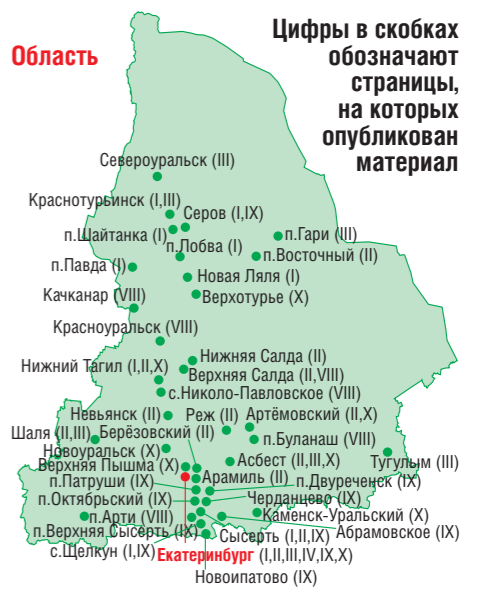 Цифры в скобках
обозначают
страницы,
на которых
опубликован
материал
Область
Североуральск (III)
Краснотурьинск (I,III)
Серов (I,IX)
п.Шайтанка (I)
п.Гари (III)
п.Лобва (I)
п.Восточный (II)
п.Павда (I)
Новая Ляля (I)
Качканар (VIII)
Верхотурье (X)
Красноуральск (VIII)
Нижняя Салда (II)
Нижний Тагил (I,II,X)
Верхняя Салда (II,VIII)
с.Николо-Павловское (VIII)
Невьянск (II)
Реж (II)
Артёмовский (II,X)
Шаля (II,III)
Берёзовский (II)
п.Буланаш (VIII)
Новоуральск (X)
Верхняя Пышма (X)
Асбест (II,III,X)
Тугулым (III)
п.Патруши (IX)
Арамиль (II)
п.Двуреченск (IX)
п.Октябрьский (IX)
Черданцево (IX)
п.Арти (VIII)
Каменск-Уральский (X)
п.Верхняя Сысерть (IX)
Сысерть (I,II,IX)
Абрамовское (IX)
с.Щелкун (I,IX)
Екатеринбург (I,II,III,IV,IX,X)
Новоипатово (IX)